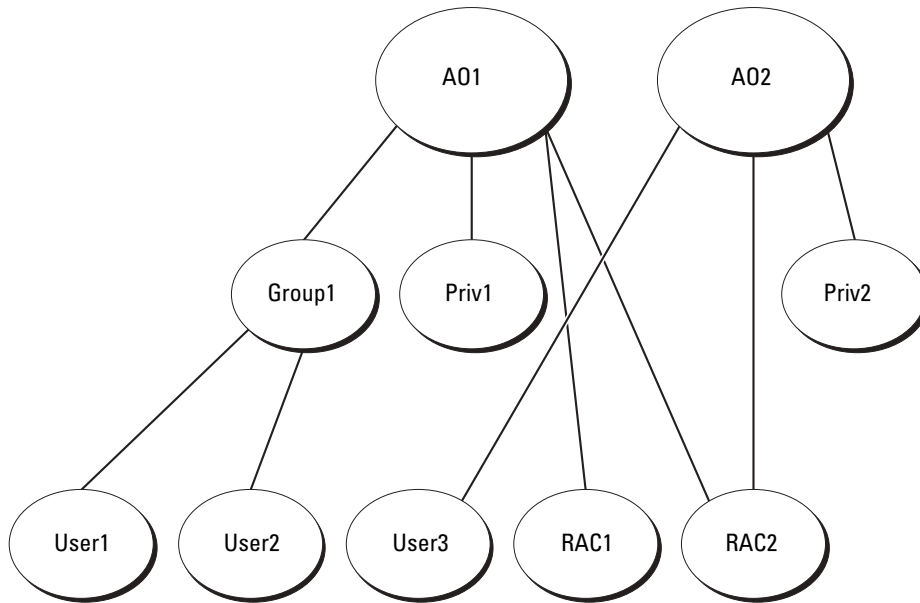 AO1
AO2
Group1
Priv1
Priv2
User1
User2
User3
RAC1
RAC2